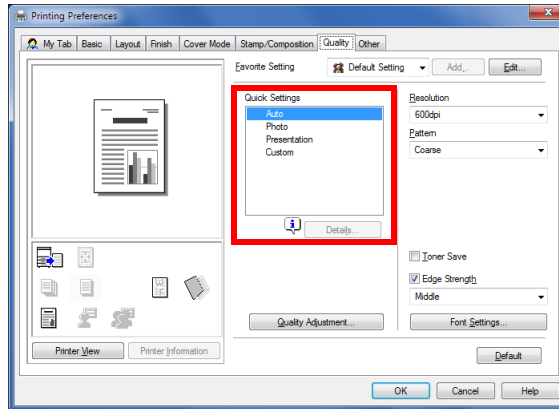 Printing Preferences
My Tab Basic Layout Finish Cover Mode Stamp/Composition Quality Other
Favorite Setting Default Setting Add... Edit...
Quick Settings
Auto
Photo
Presentation
Custom
Details...
Resolution
600dpi
Pattern
Coarse
Toner Save
Edge Strength
Middle
Quality Adjustment... Font Settings...
Printer View Printer Information
Default
OK Cancel Help